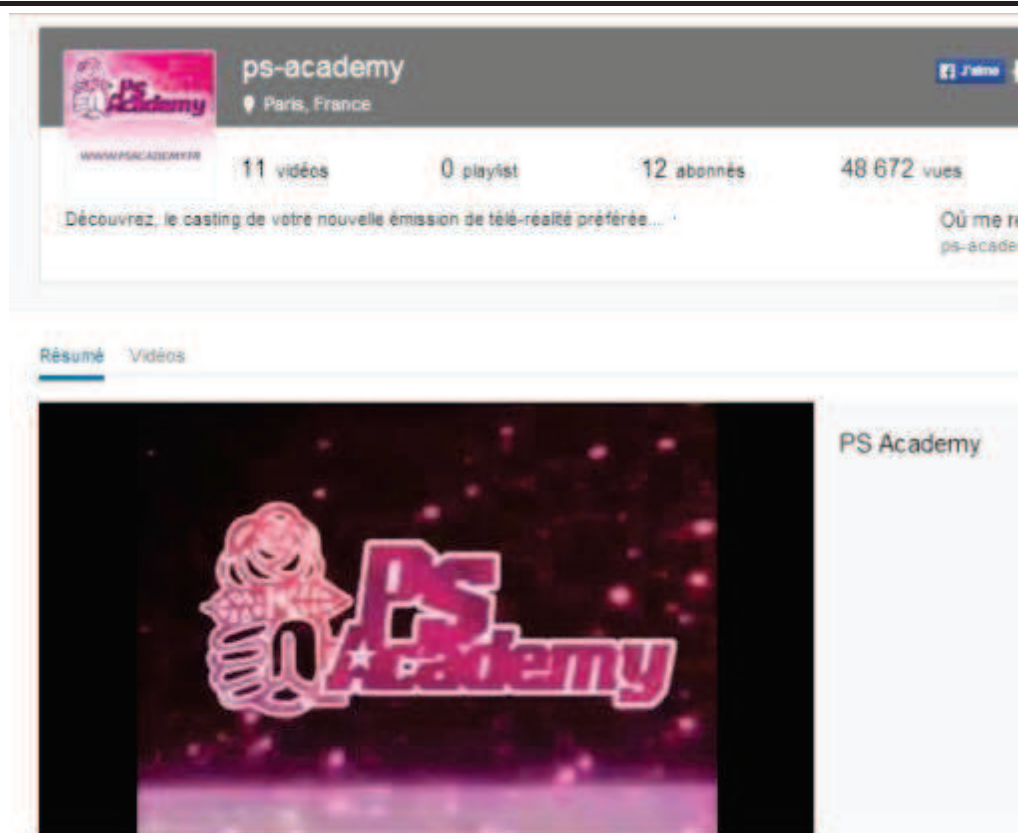 ps-academy
Paris, France
PS
Academy
WWW.PSACADEMY.FR
J'aime
11 vidéos
0 playlist
12 abonnés
48 672 vues
Découvrez, le casting de votre nouvelle émission de télé-réalité préférée...
Où me re
ps-acade
Résumé
Vidéos
PS Academy
PS
Academy